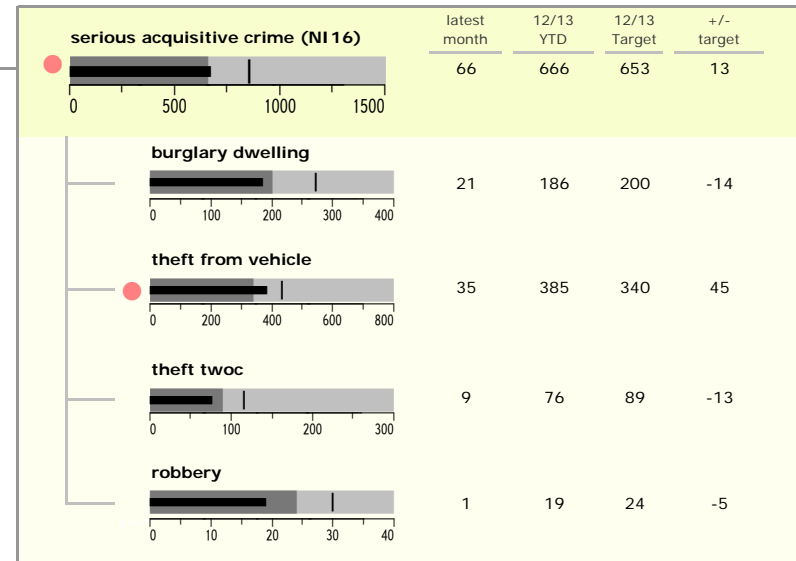 latest 12/13 12/13 +/-
serious acquisitive crime (NI16) month YTD Target target
66 666 653 13
0 500 1000 1500
burglary dwelling
21 186 200 -14
0 100 200 300 400
theft from vehicle
35 385 340 45
0 200 400 600 800
theft twoc
9 76 89 -13
0 100 200 300
robbery
1 19 24 -5
0 10 20 30 40